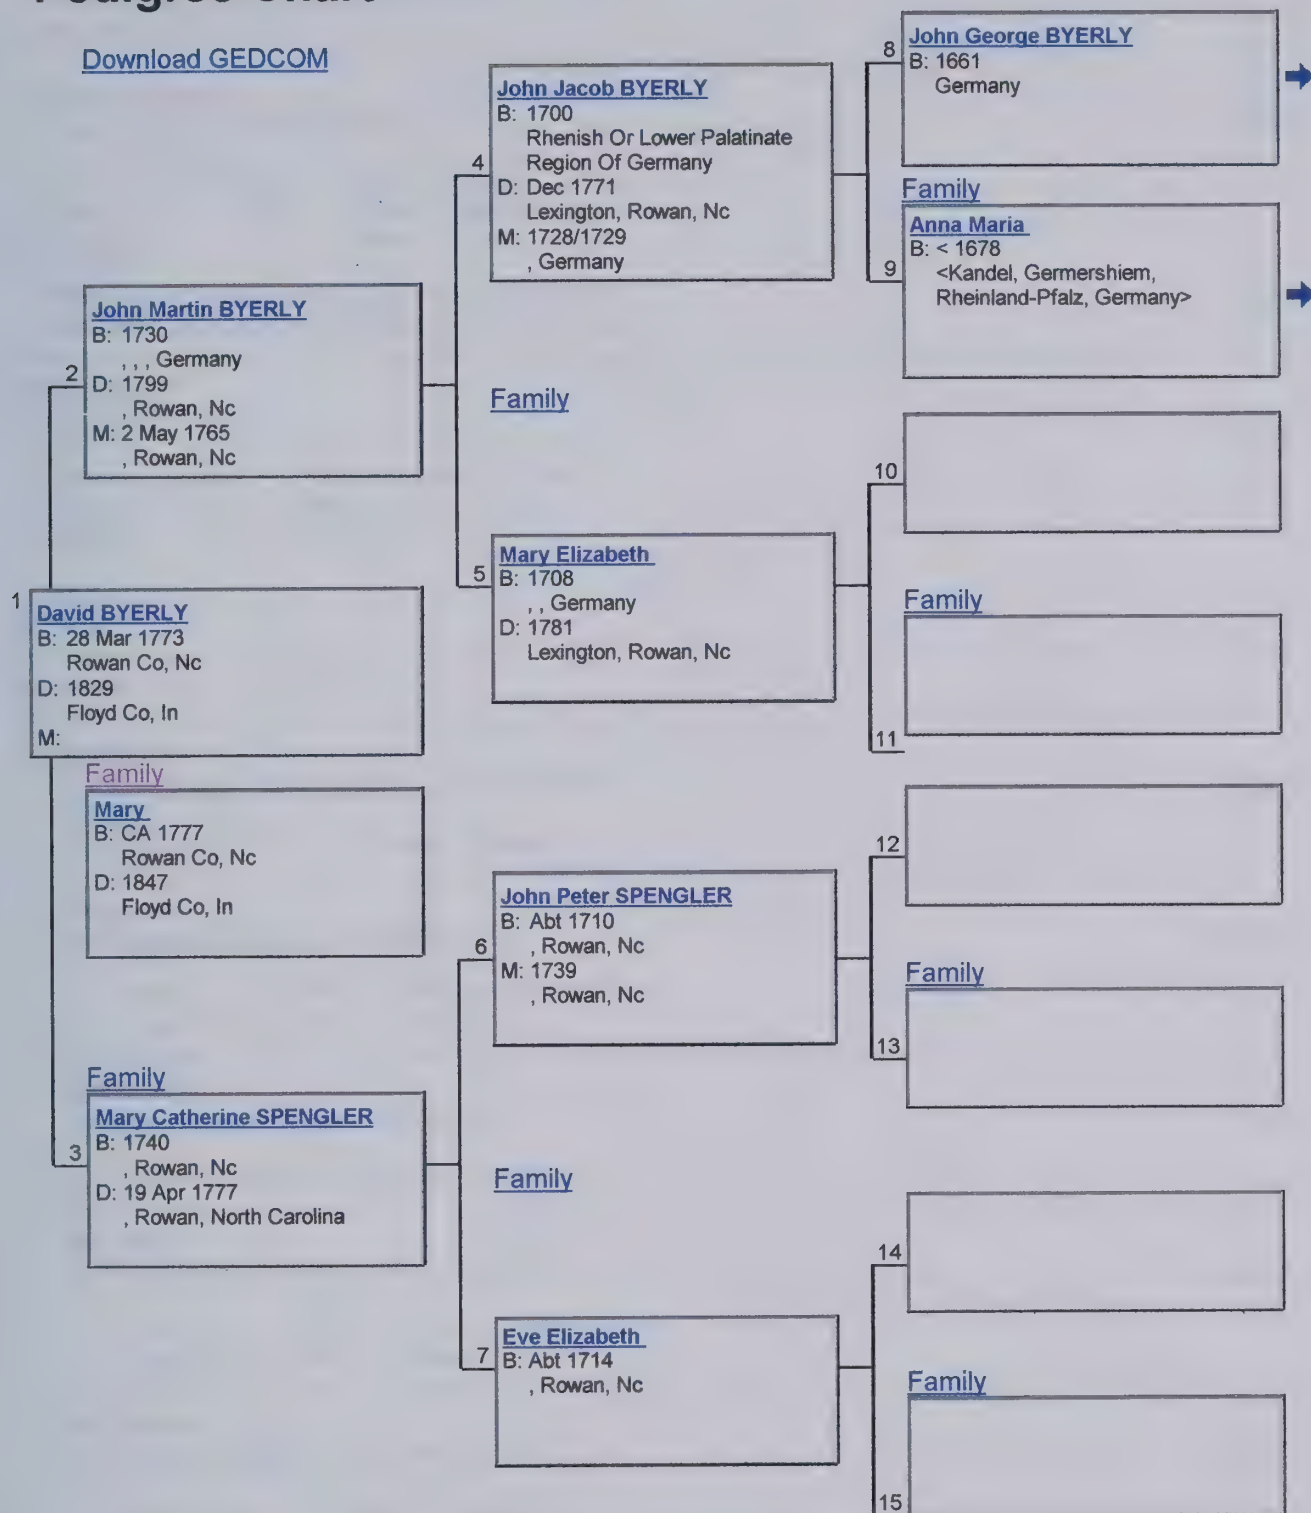 Download GEDCOM
8
John George BYERLY
B: 1661
Germany
Family
9
Anna Maria
B: < 1678
<Kandel, Germershiem,
Rheinland-Pfalz, Germany>
4
John Jacob BYERLY
B: 1700
Rhenish Or Lower Palatinate
Region Of Germany
D: Dec 1771
Lexington, Rowan, Nc
M: 1728/1729
, Germany
2
John Martin BYERLY
B: 1730
, , , Germany
D: 1799
, Rowan, Nc
M: 2 May 1765
, Rowan, Nc
Family
10
5
Mary Elizabeth
B: 1708
, , Germany
D: 1781
Lexington, Rowan, Nc
Family
11
1
David BYERLY
B: 28 Mar 1773
Rowan Co, Nc
D: 1829
Floyd Co, In
M:
Family
Mary
B: CA 1777
Rowan Co, Nc
D: 1847
Floyd Co, In
12
6
John Peter SPENGLER
B: Abt 1710
, Rowan, Nc
M: 1739
, Rowan, Nc
Family
13
Family
3
Mary Catherine SPENGLER
B: 1740
, Rowan, Nc
D: 19 Apr 1777
, Rowan, North Carolina
Family
14
7
Eve Elizabeth
B: Abt 1714
, Rowan, Nc
Family
15